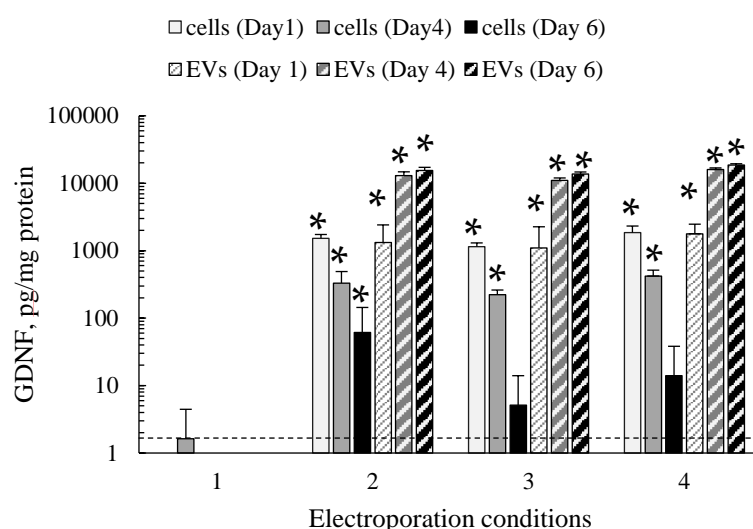 cells (Day1) cells (Day4) cells (Day 6)
EVs (Day 1) EVs (Day 4) EVs (Day 6)
GDNF, pg/mg protein
100000
10000
1000
100
10
1
* * * * * *
* * * * *
* * * * *
1 2 3 4
Electroporation conditions